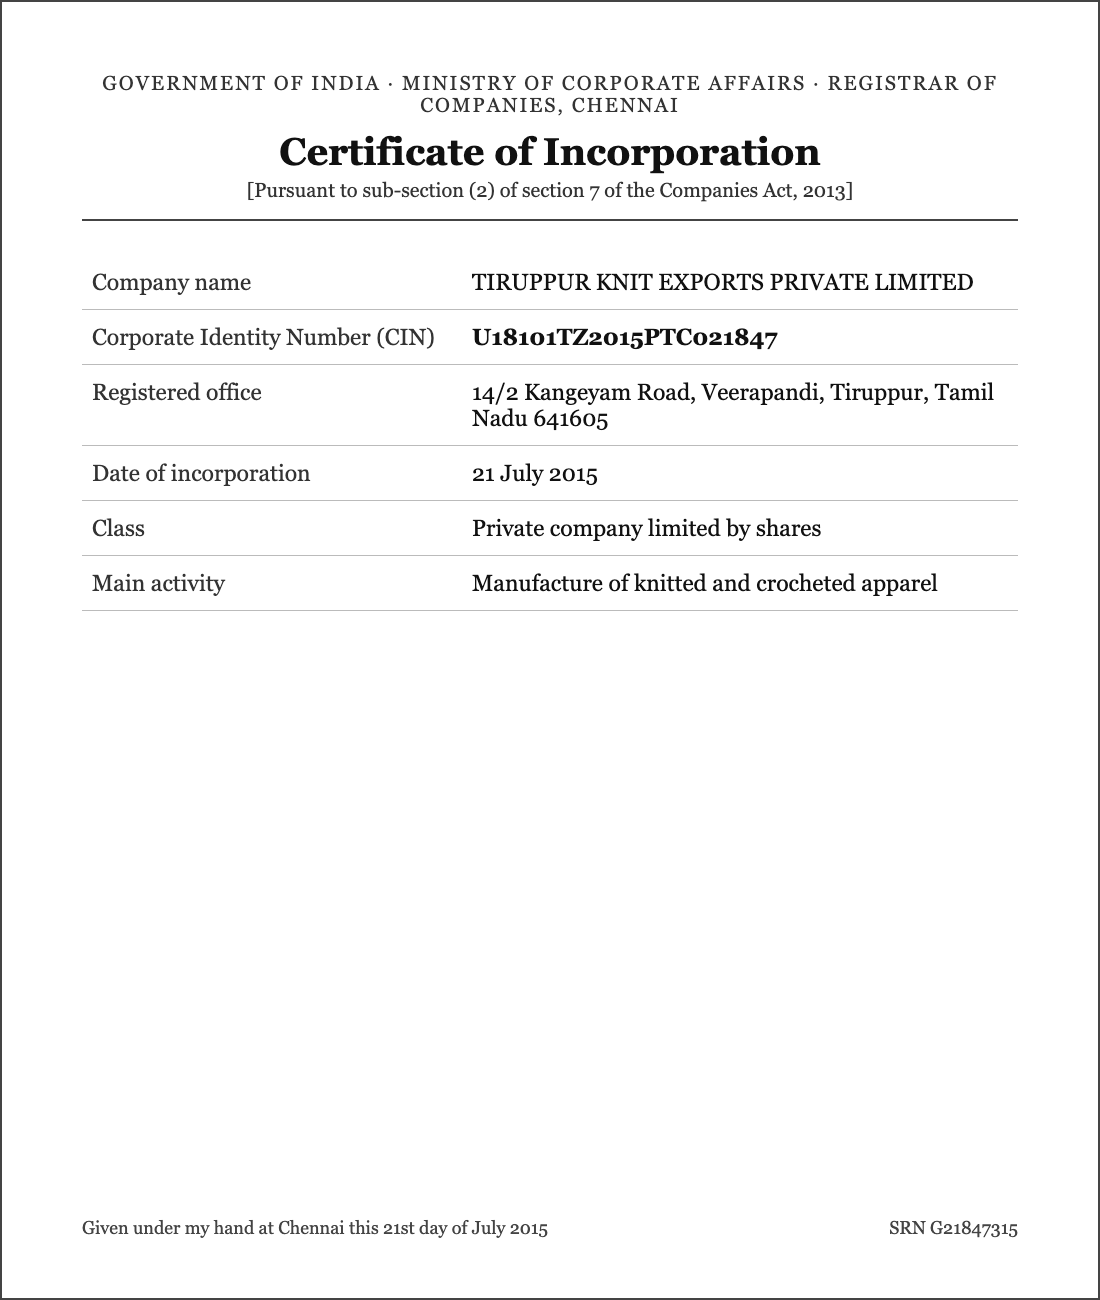 GOVERNMENT OF INDIA · MINISTRY OF CORPORATE AFFAIRS · REGISTRAR OF
COMPANIES, CHENNAI
Certificate of Incorporation
[Pursuant to sub-section (2) of section 7 of the Companies Act, 2013]
Company name TIRUPPUR KNIT EXPORTS PRIVATE LIMITED
Corporate Identity Number (CIN) U18101TZ2015PTC021847
Registered office 14/2 Kangeyam Road, Veerapandi, Tiruppur, Tamil
Nadu 641605
Date of incorporation 21 July 2015
Class Private company limited by shares
Main activity Manufacture of knitted and crocheted apparel
Given under my hand at Chennai this 21st day of July 2015 SRN G21847315